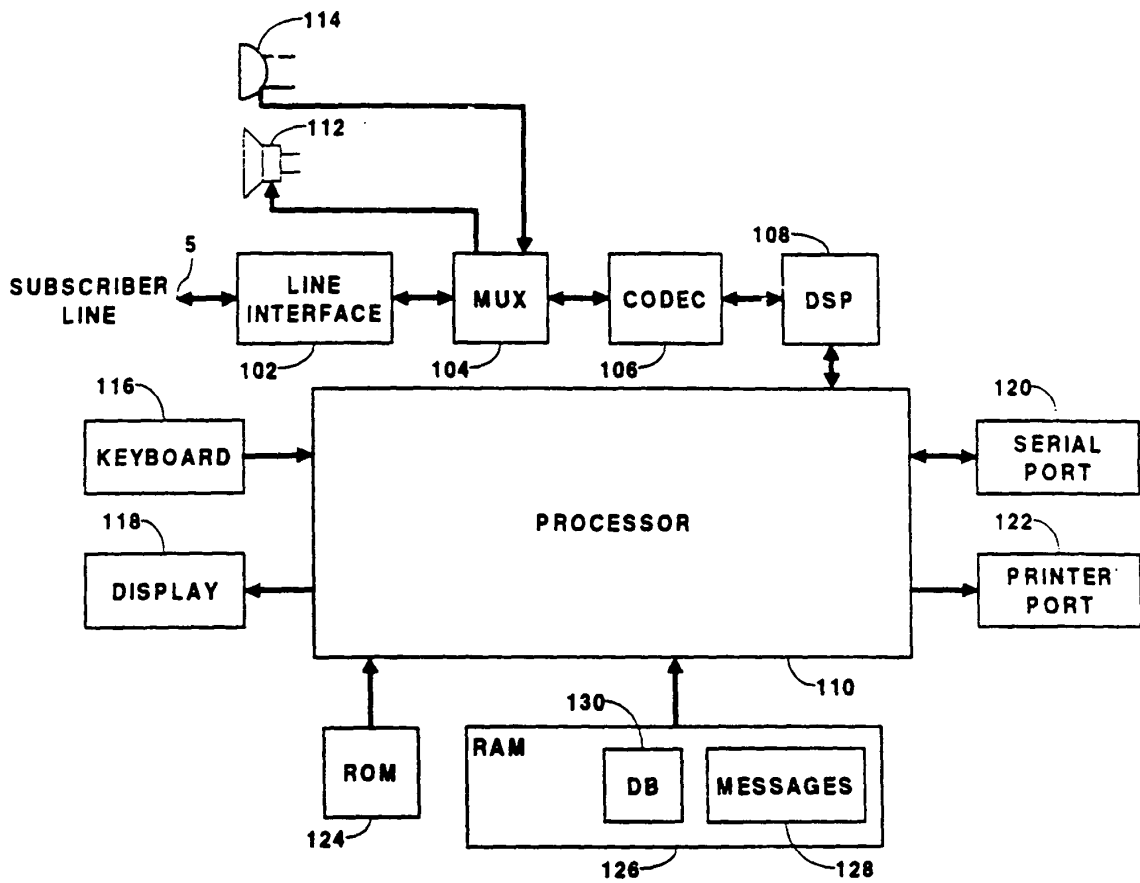 114
112
5
108
SUBSCRIBER
LINE
LINE
INTERFACE
MUX
CODEC
DSP
102
104
106
116
120
KEYBOARD
SERIAL
PORT
PROCESSOR
118
122
DISPLAY
PRINTER
PORT
110
130
RAM
ROM
DB
MESSAGES
124
126
128